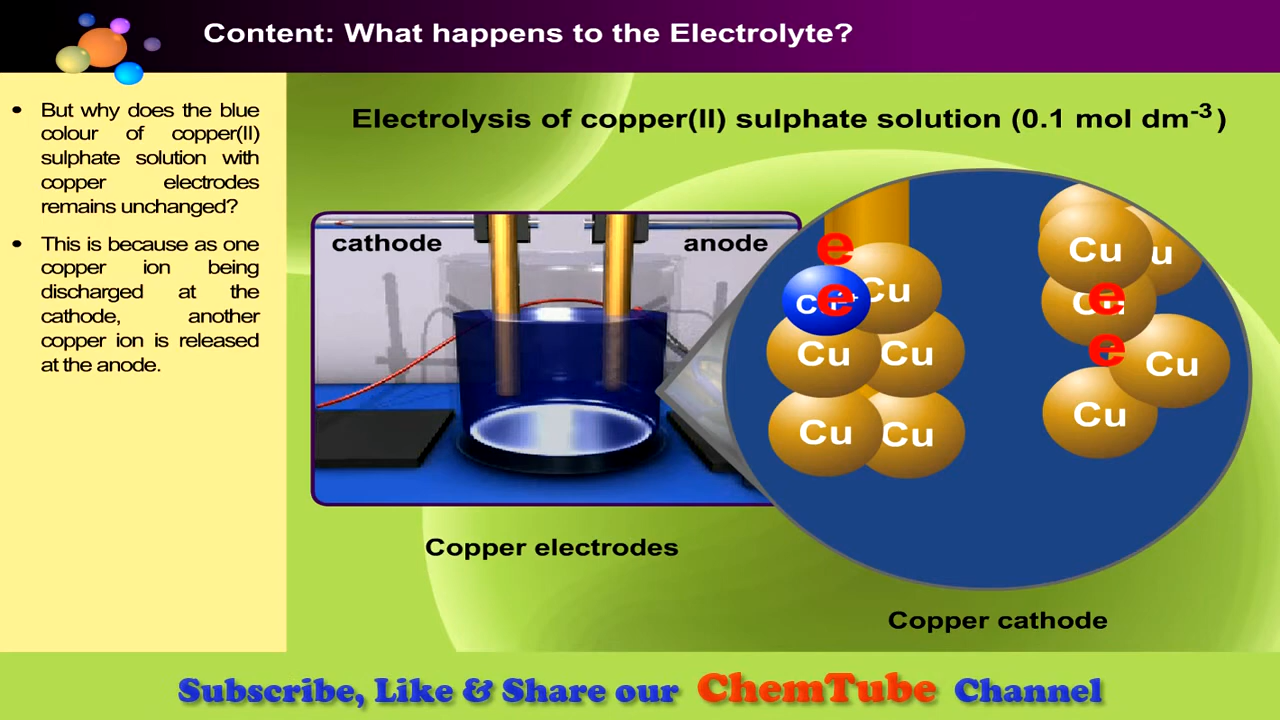 Content: What happens to the Electrolyte?
• But why does the blue
colour of copper(II)
sulphate solution with
copper electrodes
remains unchanged?
• This is because as one
copper ion being
discharged at the
cathode, another
copper ion is released
at the anode.
Electrolysis of copper(II) sulphate solution (0.1 mol dm⁻³)
cathode
anode
e
e
Cu
Cu
Cu
Cu
Cu
Cu
e
e
Cu
Cu
Copper electrodes
Copper cathode
Subscribe, Like & Share our ChemTube Channel